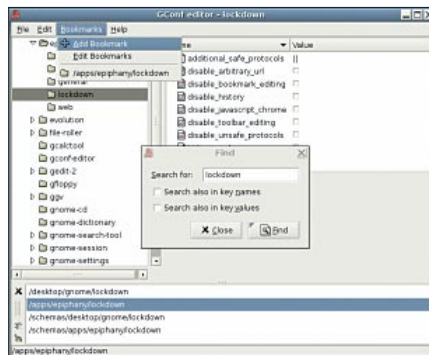 GConf editor - lockdown
File Edit Bookmarks Help
Add Bookmark
Edit Bookmarks
/apps/epiphany/lockdown
general
lockdown
web
evolution
file-roller
gcalctool
gconf-editor
gedit-2
gfloppy
ggv
gnome-cd
gnome-dictionary
gnome-search-tool
gnome-session
gnome-settings
Value
additional_safe_protocols []
disable_arbitrary_url
disable_bookmark_editing
disable_history
disable_javascript_chrome
disable_toolbar_editing
disable_unsafe_protocols
Find
Search for: lockdown
Search also in key names
Search also in key values
Close Find
/desktop/gnome/lockdown
/apps/epiphany/lockdown
/schemas/desktop/gnome/lockdown
/schemas/apps/epiphany/lockdown
/apps/epiphany/lockdown